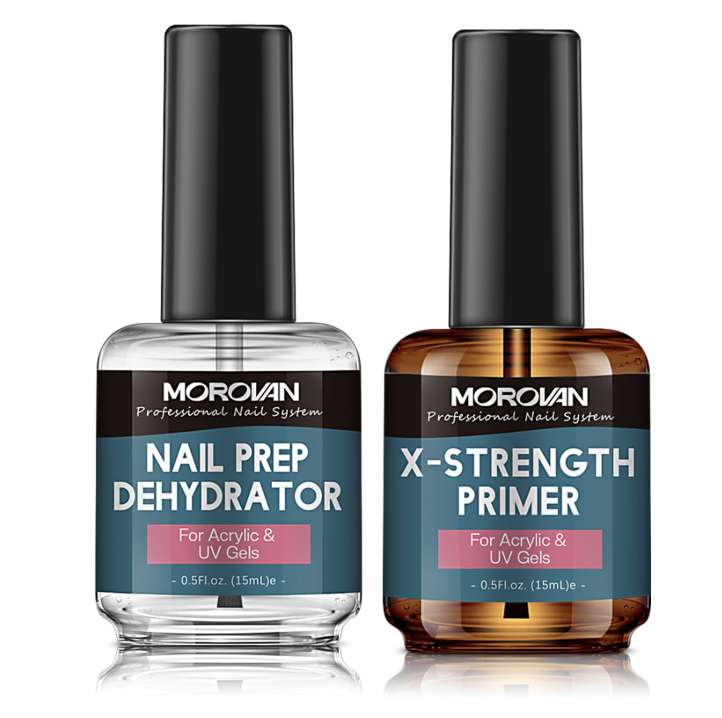 MOROVAN
Professional Nail System
NAIL PREP
DEHYDRATOR
For Acrylic &
UV Gels
- 0.5Fl.oz. (15mL)e -
MOROVAN
Professional Nail System
X-STRENGTH
PRIMER
For Acrylic &
UV Gels
- 0.5Fl.oz. (15mL)e -